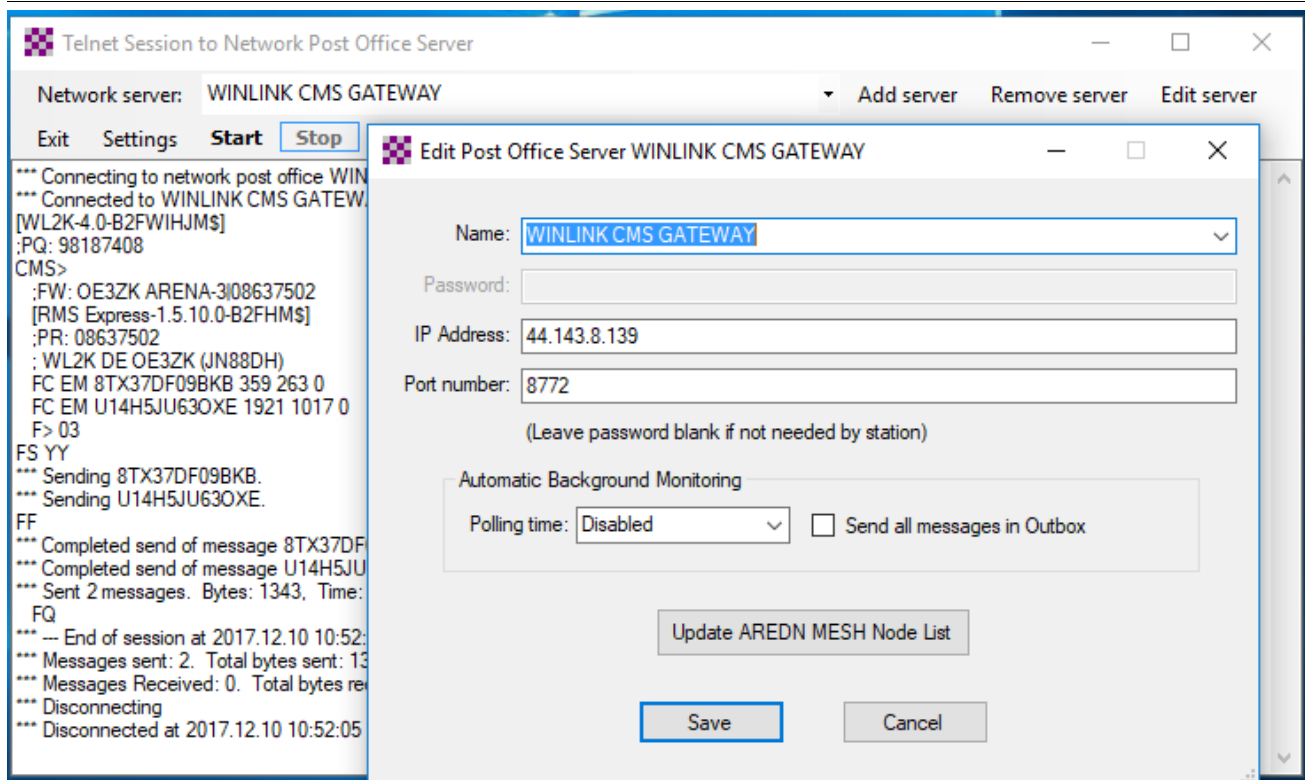 Telnet Session to Network Post Office Server
Network server: WINLINK CMS GATEWAY Add server Remove server Edit server
Exit Settings Start Stop
*** Connecting to network post office WIN
*** Connected to WINLINK CMS GATEW
[WL2K-4.0-B2FWIHJM$]
;PQ: 98187408
CMS>
;FW: OE3ZK ARENA-3|08637502
[RMS Express-1.5.10.0-B2FHM$]
;PR: 08637502
; WL2K DE OE3ZK (JN88DH)
FC EM 8TX37DF09BKB 359 263 0
FC EM U14H5JU63OXE 1921 1017 0
F> 03
FS YY
*** Sending 8TX37DF09BKB.
*** Sending U14H5JU63OXE.
FF
*** Completed send of message 8TX37DF
*** Completed send of message U14H5JU
*** Sent 2 messages. Bytes: 1343, Time:
FQ
*** --- End of session at 2017.12.10 10:52:
*** Messages sent: 2. Total bytes sent: 13
*** Messages Received: 0. Total bytes re
*** Disconnecting
*** Disconnected at 2017.12.10 10:52:05
Edit Post Office Server WINLINK CMS GATEWAY
Name: WINLINK CMS GATEWAY
Password:
IP Address: 44.143.8.139
Port number: 8772
(Leave password blank if not needed by station)
Automatic Background Monitoring
Polling time: Disabled Send all messages in Outbox
Update AREDN MESH Node List
Save Cancel